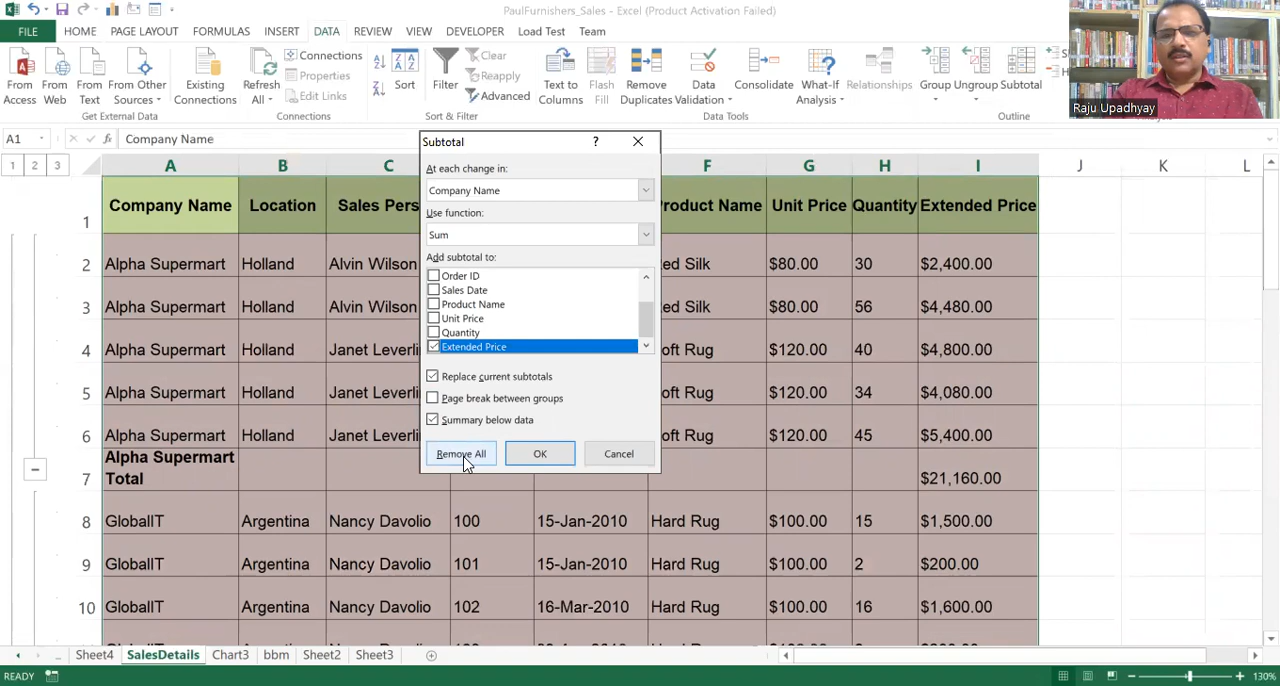 PaulFurnishers_Sales - Excel (Product Activation Failed)
FILE HOME PAGE LAYOUT FORMULAS INSERT DATA REVIEW VIEW DEVELOPER Load Test Team
From Access
From Web
From Text
From Other Sources
Existing Connections
Refresh All
Connections
Properties
Edit Links
Sort
Filter
Clear
Reapply
Advanced
Text to Columns
Flash Fill
Remove Duplicates
Data Validation
Consolidate
What-If Analysis
Relationships
Group
Ungroup
Subtotal
Raju Upadhyay
Get External Data Connections Sort & Filter Data Tools Outline
A1 Company Name
Subtotal ?
At each change in:
Company Name
Use function:
Sum
Add subtotal to:
Order ID
Sales Date
Product Name
Unit Price
Quantity
Extended Price
Replace current subtotals
Page break between groups
Summary below data
Remove All OK Cancel
1 2 3 A B C F G H I J K L
1 Company Name Location Sales Pers Product Name Unit Price Quantity Extended Price
2 Alpha Supermart Holland Alvin Wilson ed Silk $80.00 30 $2,400.00
3 Alpha Supermart Holland Alvin Wilson ed Silk $80.00 56 $4,480.00
4 Alpha Supermart Holland Janet Leverli oft Rug $120.00 40 $4,800.00
5 Alpha Supermart Holland Janet Leverli oft Rug $120.00 34 $4,080.00
6 Alpha Supermart Holland Janet Leverli oft Rug $120.00 45 $5,400.00
Alpha Supermart
7 Total $21,160.00
8 GlobalIT Argentina Nancy Davolio 100 15-Jan-2010 Hard Rug $100.00 15 $1,500.00
9 GlobalIT Argentina Nancy Davolio 101 15-Jan-2010 Hard Rug $100.00 2 $200.00
10 GlobalIT Argentina Nancy Davolio 102 16-Mar-2010 Hard Rug $100.00 16 $1,600.00
... Sheet4 SalesDetails Chart3 bbm Sheet2 Sheet3
READY 130%